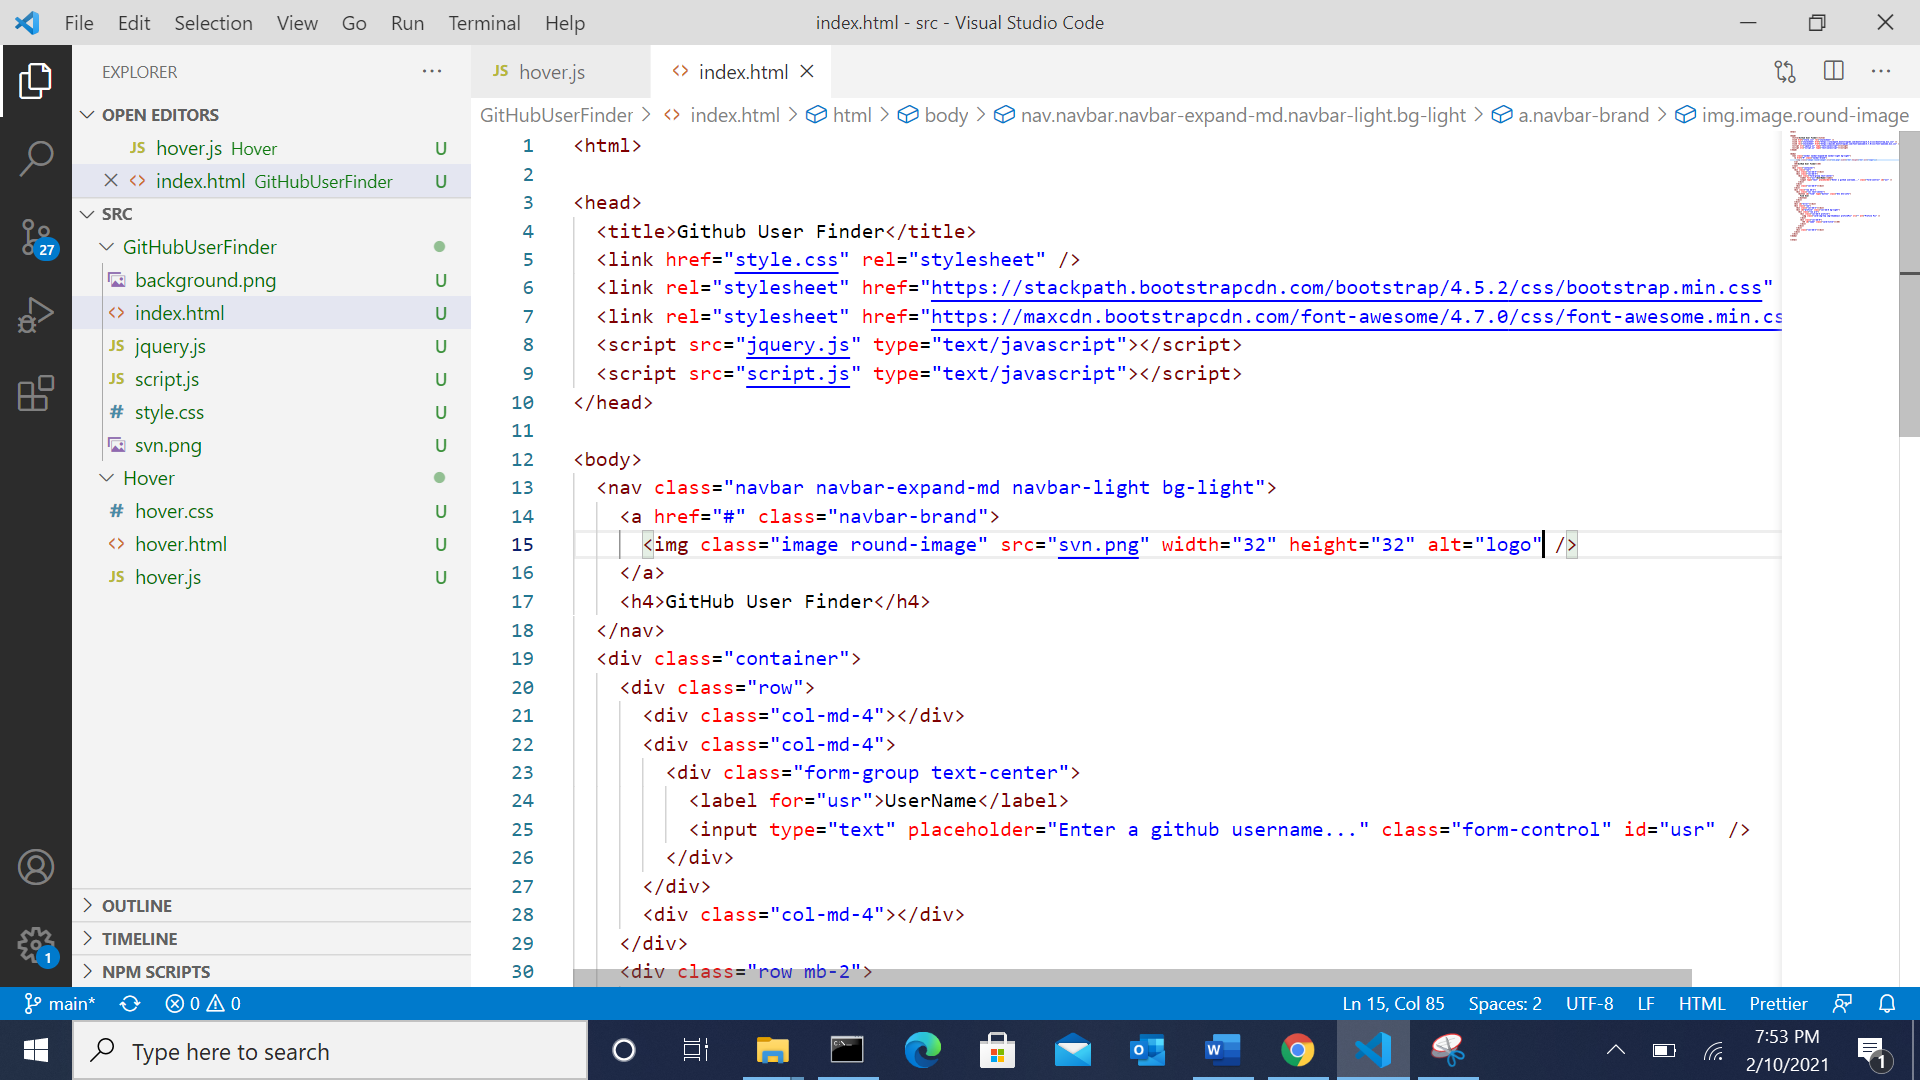 File Edit Selection View Go Run Terminal Help
index.html - src - Visual Studio Code
EXPLORER
OPEN EDITORS
JS hover.js Hover U
<> index.html GitHubUserFinder U
SRC
GitHubUserFinder
background.png U
<> index.html U
JS jquery.js U
JS script.js U
# style.css U
svn.png U
Hover
# hover.css U
<> hover.html U
JS hover.js U
OUTLINE
TIMELINE
NPM SCRIPTS
27
1
JS hover.js
<> index.html
GitHubUserFinder > <> index.html > html > body > nav.navbar.navbar-expand-md.navbar-light.bg-light > a.navbar-brand > img.image.round-image
1 <html>
2
3 <head>
4 <title>Github User Finder</title>
5 <link href="style.css" rel="stylesheet" />
6 <link rel="stylesheet" href="https://stackpath.bootstrapcdn.com/bootstrap/4.5.2/css/bootstrap.min.css"
7 <link rel="stylesheet" href="https://maxcdn.bootstrapcdn.com/font-awesome/4.7.0/css/font-awesome.min.cs
8 <script src="jquery.js" type="text/javascript"></script>
9 <script src="script.js" type="text/javascript"></script>
10 </head>
11
12 <body>
13 <nav class="navbar navbar-expand-md navbar-light bg-light">
14 <a href="#" class="navbar-brand">
15 <img class="image round-image" src="svn.png" width="32" height="32" alt="logo" />
16 </a>
17 <h4>GitHub User Finder</h4>
18 </nav>
19 <div class="container">
20 <div class="row">
21 <div class="col-md-4"></div>
22 <div class="col-md-4">
23 <div class="form-group text-center">
24 <label for="usr">UserName</label>
25 <input type="text" placeholder="Enter a github username..." class="form-control" id="usr" />
26 </div>
27 </div>
28 <div class="col-md-4"></div>
29 </div>
30 <div class="row mb-2">
main* 0 0
Ln 15, Col 85 Spaces: 2 UTF-8 LF HTML Prettier
Type here to search
7:53 PM
2/10/2021
1